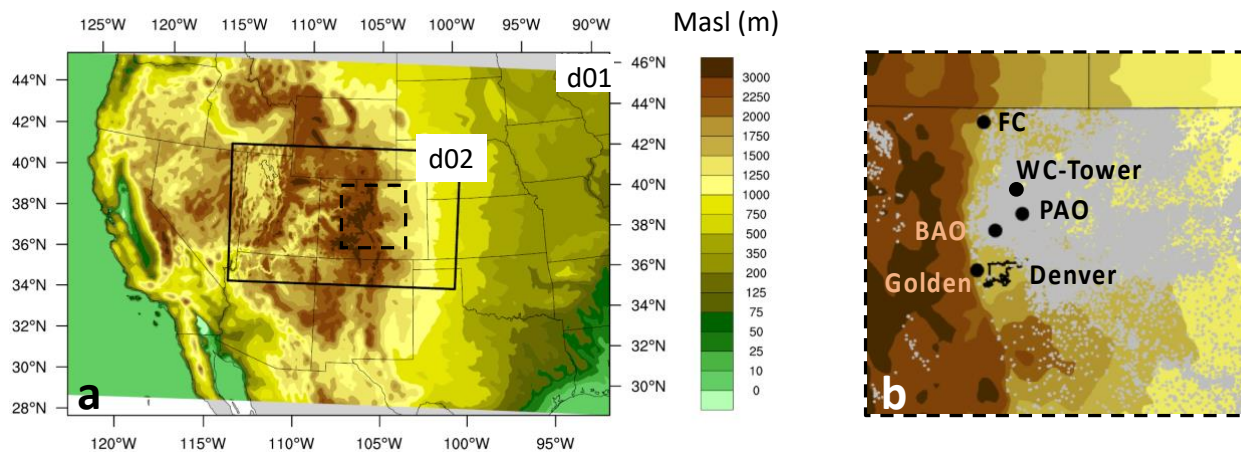 Masl (m)
125°W 120°W 115°W 110°W 105°W 100°W 95°W 90°W
44°N
42°N
40°N
38°N
36°N
34°N
32°N
30°N
28°N
46°N
44°N
42°N
40°N
38°N
36°N
34°N
32°N
30°N
d01
d02
a
120°W 115°W 110°W 105°W 100°W 95°W
3000
2250
2000
1750
1500
1000
750
350
200
125
75
50
25
10
0
FC
WC-Tower
PAO
BAO
Golden
Denver
b